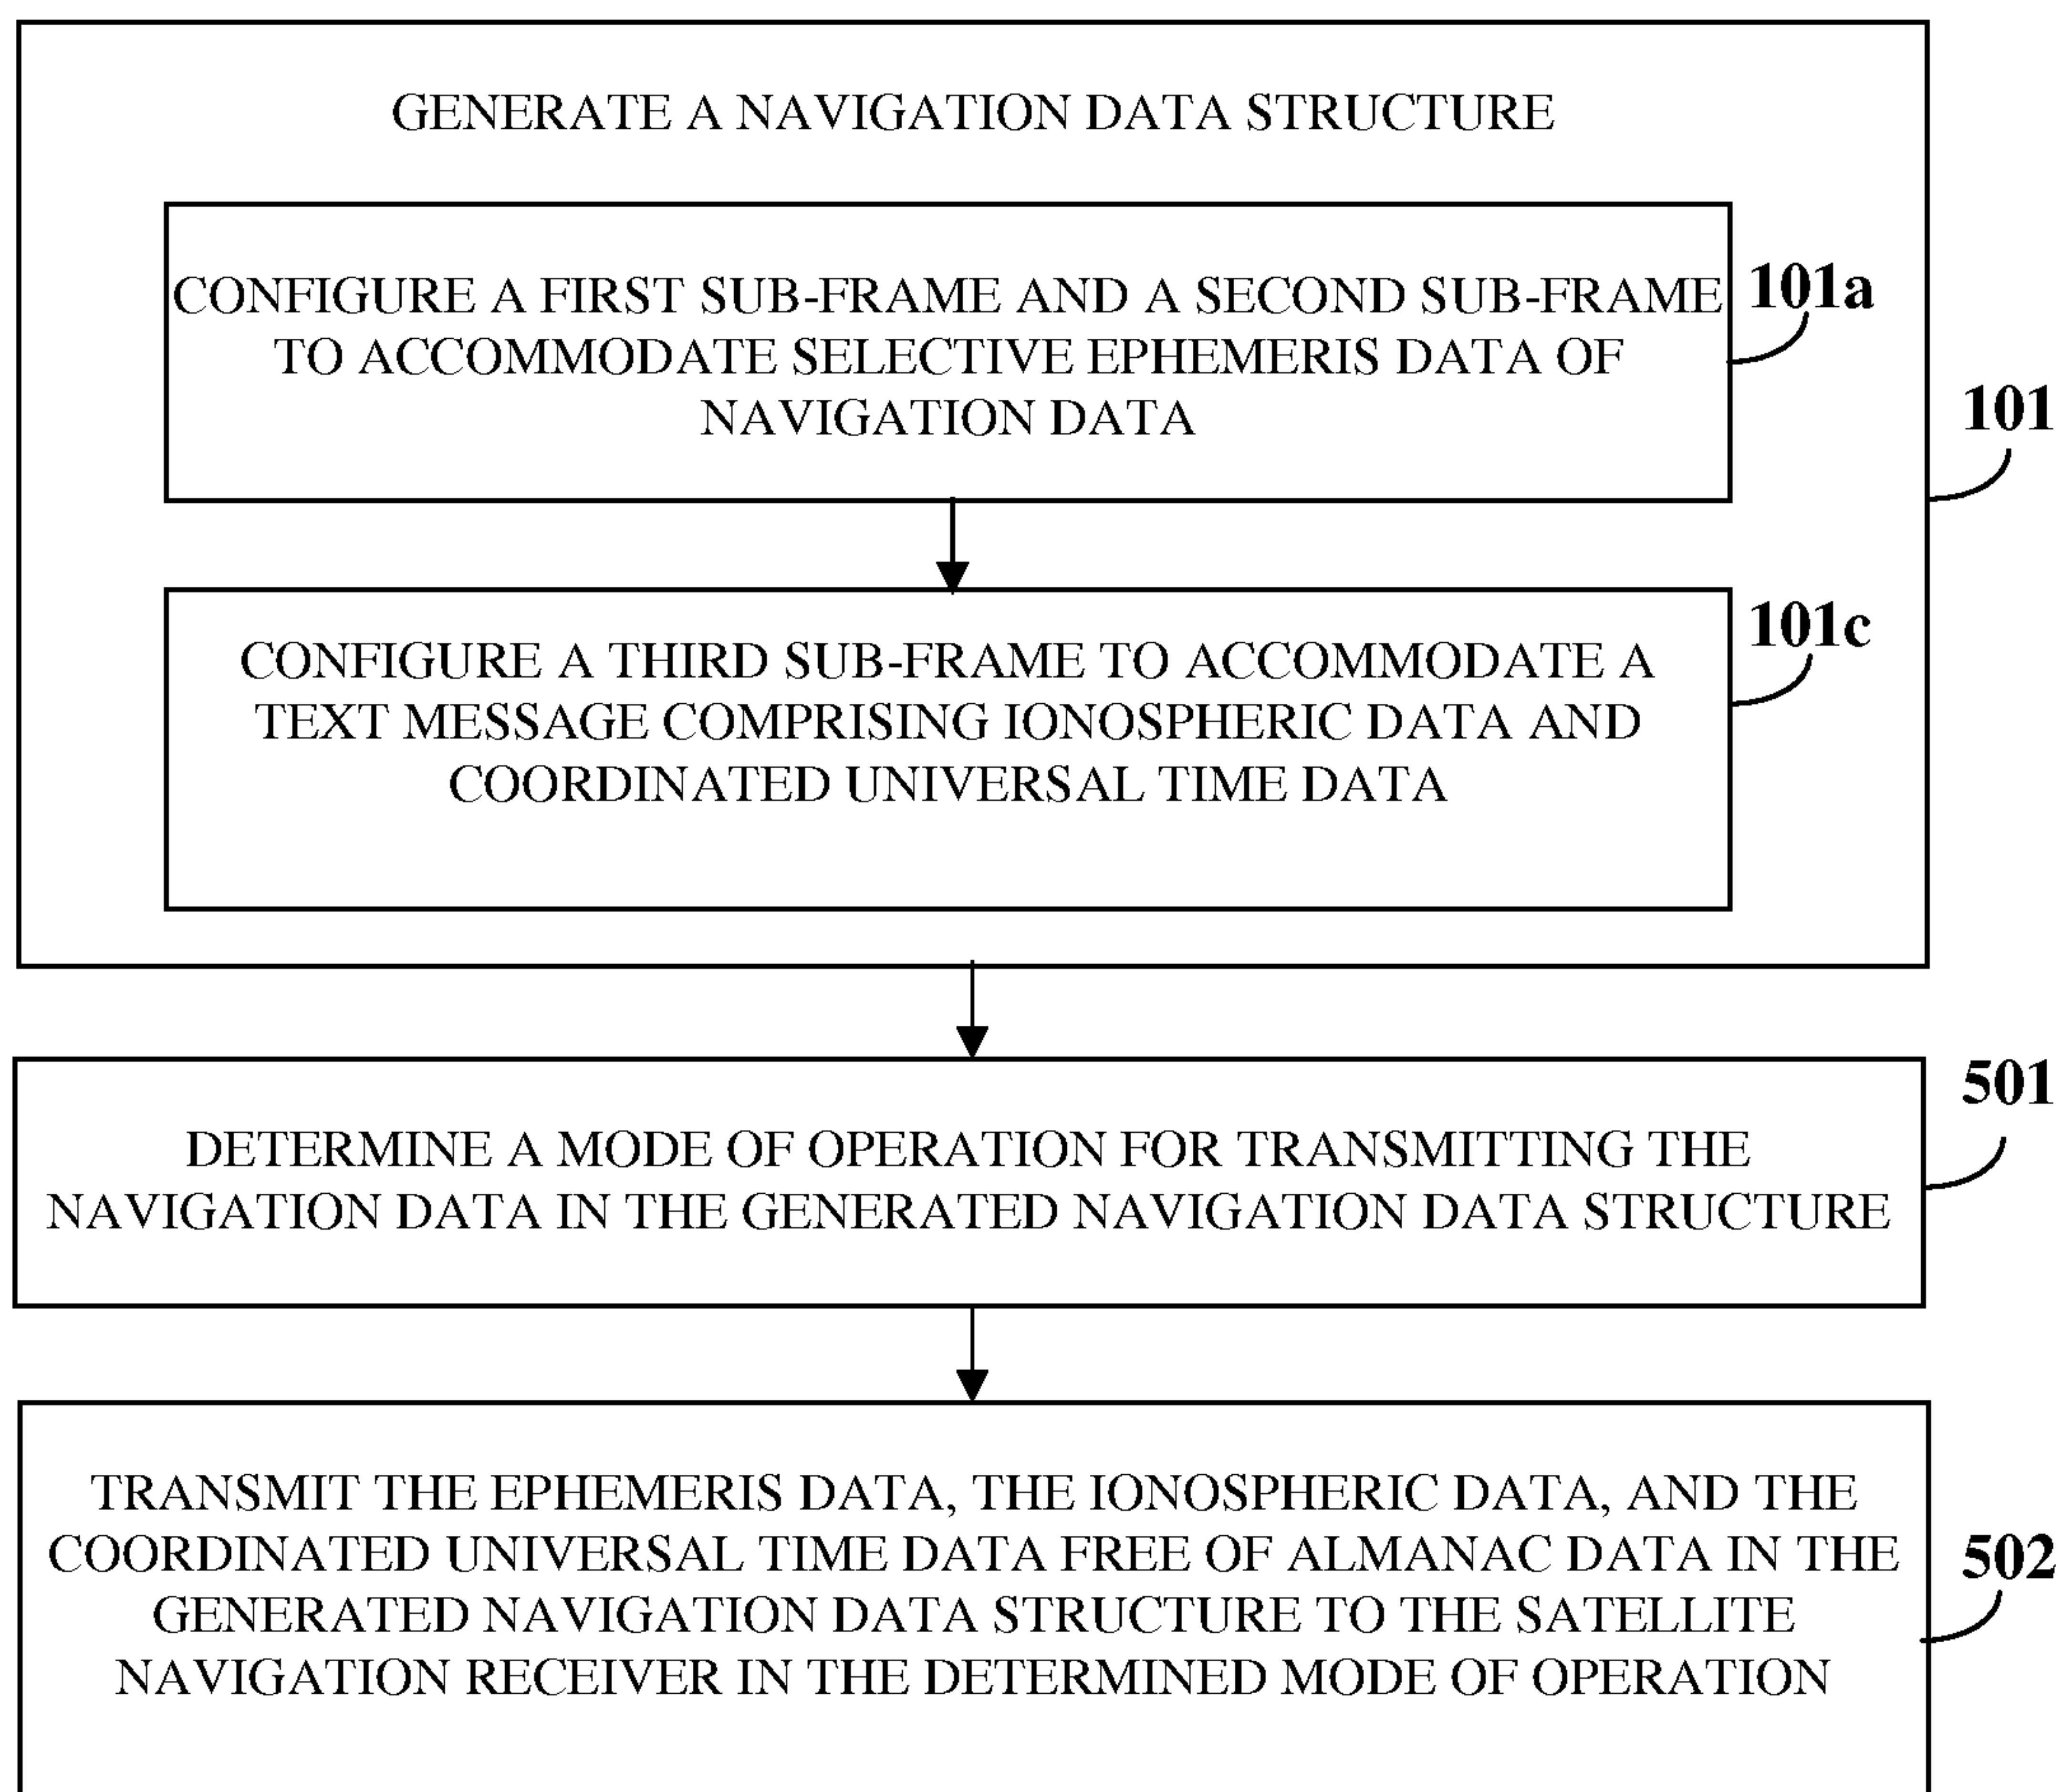 GENERATE A NAVIGATION DATA STRUCTURE
CONFIGURE A FIRST SUB-FRAME AND A SECOND SUB-FRAME
TO ACCOMMODATE SELECTIVE EPHEMERIS DATA OF
NAVIGATION DATA
101a
101
CONFIGURE A THIRD SUB-FRAME TO ACCOMMODATE A
TEXT MESSAGE COMPRISING IONOSPHERIC DATA AND
COORDINATED UNIVERSAL TIME DATA
101c
DETERMINE A MODE OF OPERATION FOR TRANSMITTING THE
NAVIGATION DATA IN THE GENERATED NAVIGATION DATA STRUCTURE
501
TRANSMIT THE EPHEMERIS DATA, THE IONOSPHERIC DATA, AND THE
COORDINATED UNIVERSAL TIME DATA FREE OF ALMANAC DATA IN THE
GENERATED NAVIGATION DATA STRUCTURE TO THE SATELLITE
NAVIGATION RECEIVER IN THE DETERMINED MODE OF OPERATION
502